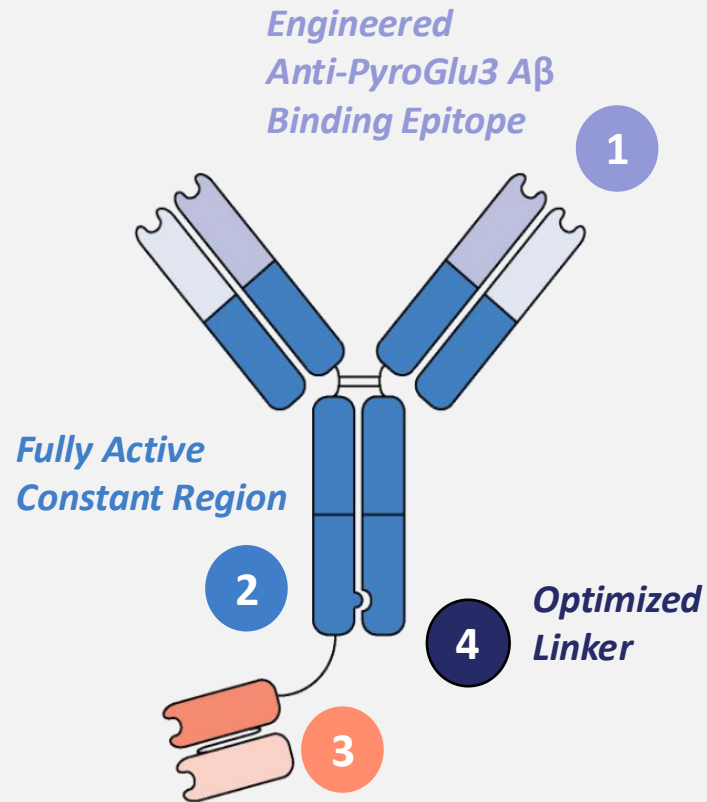 Engineered
Anti-PyroGlu3 Aβ
Binding Epitope
1
Fully Active
Constant Region
2
Optimized
Linker
4
3